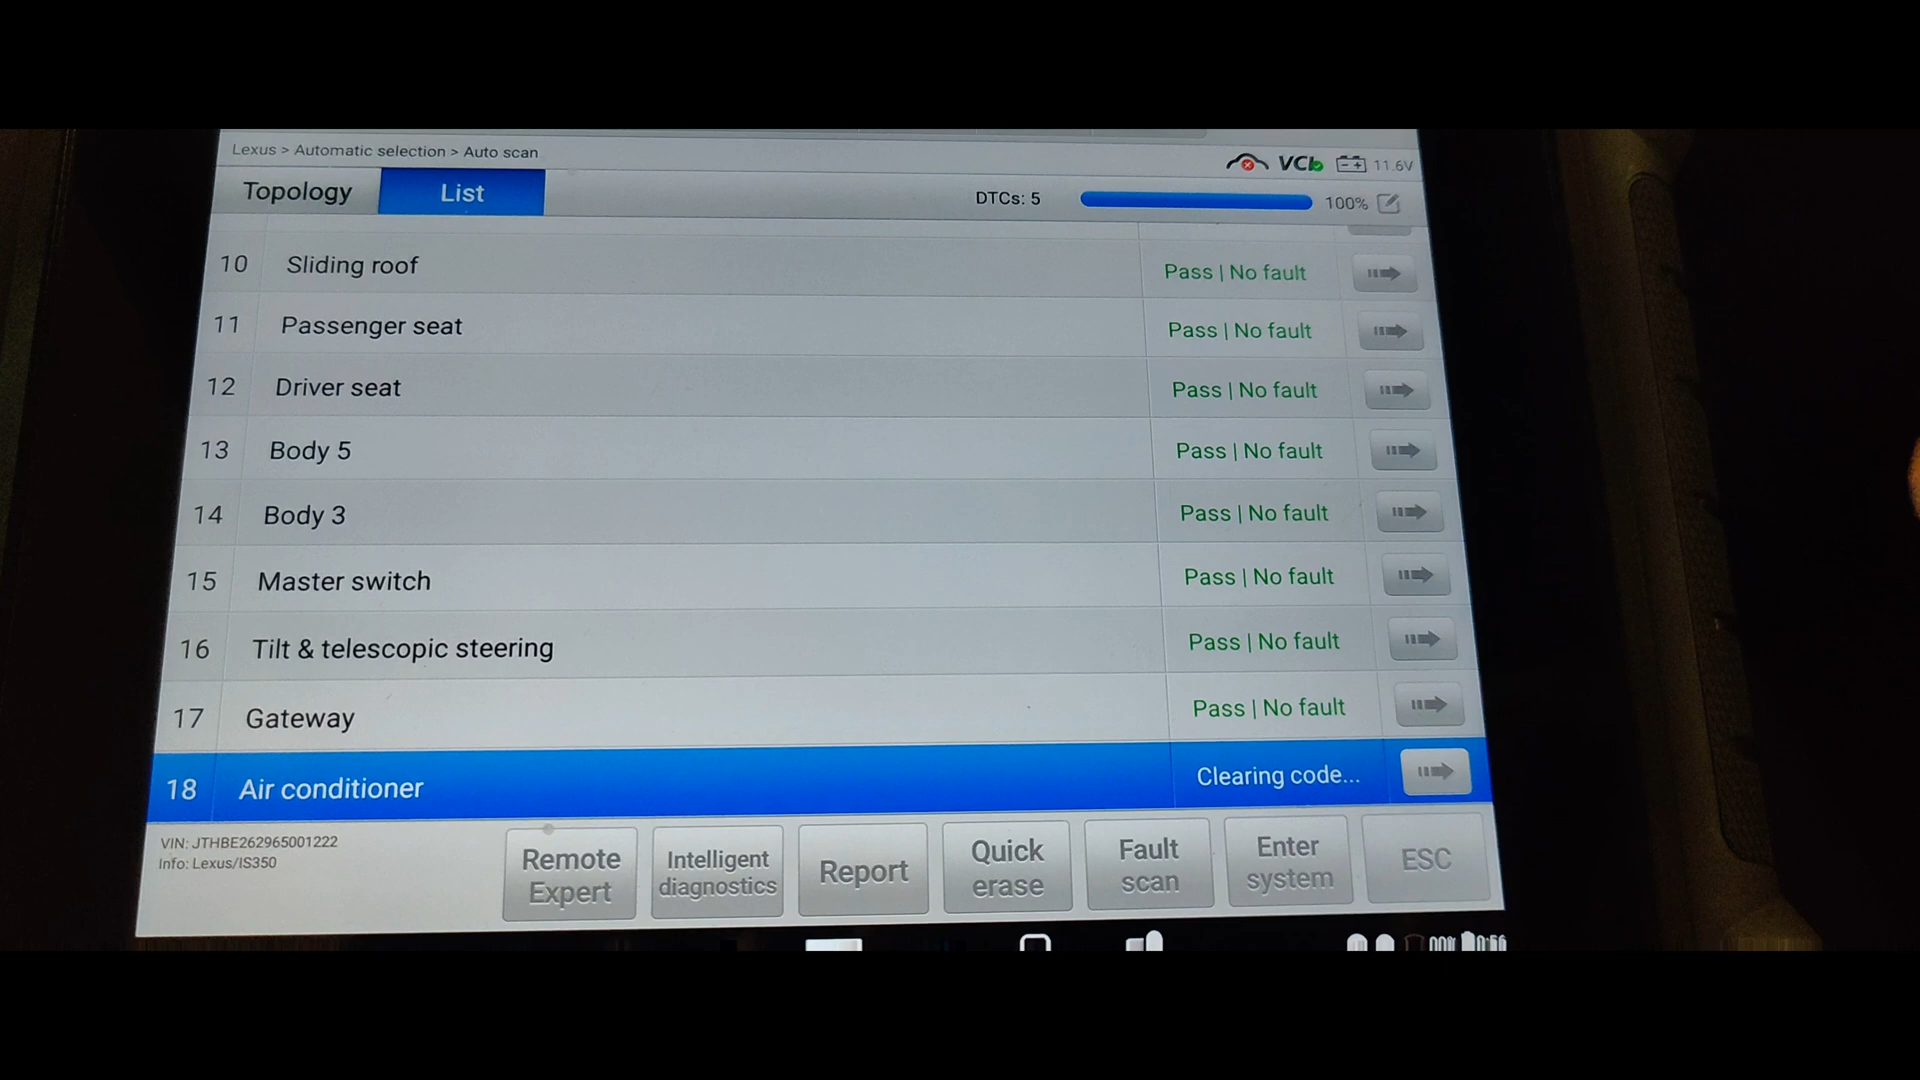 Lexus > Automatic selection > Auto scan
VCI 11.6V
Topology List DTCs: 5 100%
10 Sliding roof Pass | No fault
11 Passenger seat Pass | No fault
12 Driver seat Pass | No fault
13 Body 5 Pass | No fault
14 Body 3 Pass | No fault
15 Master switch Pass | No fault
16 Tilt & telescopic steering Pass | No fault
17 Gateway Pass | No fault
18 Air conditioner Clearing code...
VIN: JTHBE262965001222
Info: Lexus/IS350
Remote Expert
Intelligent diagnostics
Report
Quick erase
Fault scan
Enter system
ESC